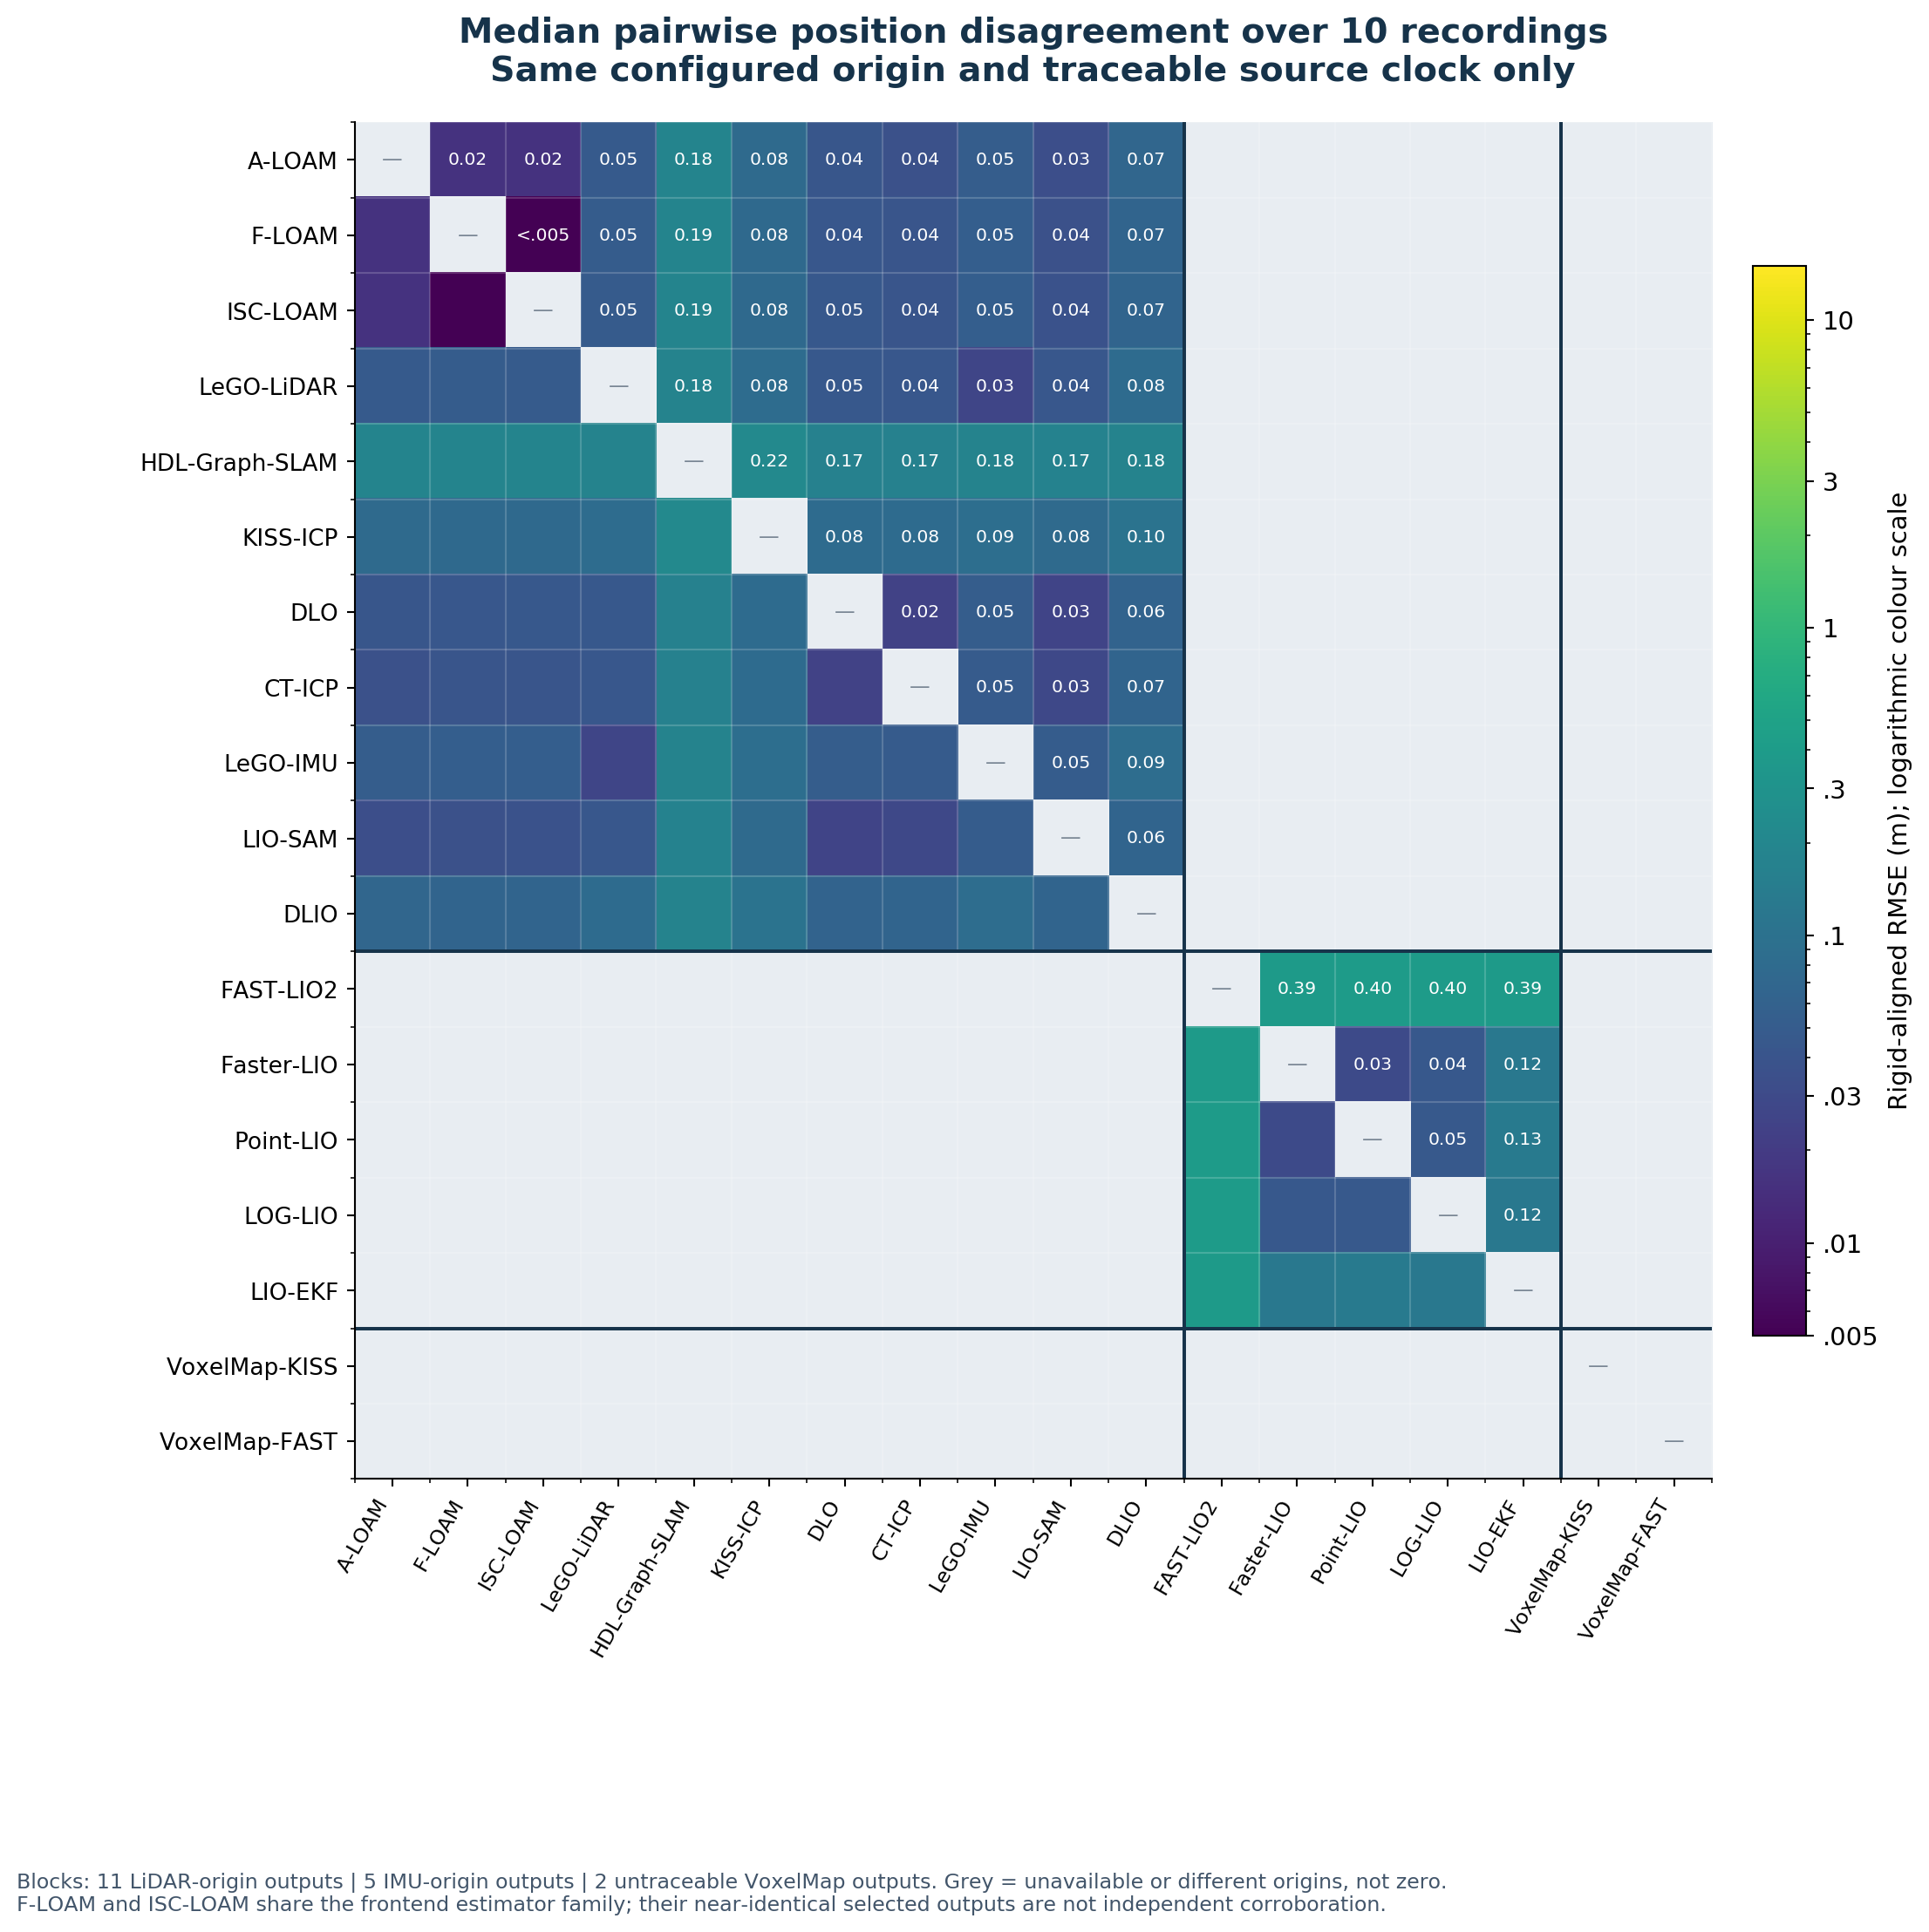 Median pairwise position disagreement over 10 recordings
Same configured origin and traceable source clock only
A-LOAM — 0.02 0.02 0.05 0.18 0.08 0.04 0.04 0.05 0.03 0.07
F-LOAM — <.005 0.05 0.19 0.08 0.04 0.04 0.05 0.04 0.07
ISC-LOAM — 0.05 0.19 0.08 0.05 0.04 0.05 0.04 0.07
LeGO-LiDAR — 0.18 0.08 0.05 0.04 0.03 0.04 0.08
HDL-Graph-SLAM — 0.22 0.17 0.17 0.18 0.17 0.18
KISS-ICP — 0.08 0.08 0.09 0.08 0.10
DLO — 0.02 0.05 0.03 0.06
CT-ICP — 0.05 0.03 0.07
LeGO-IMU — 0.05 0.09
LIO-SAM — 0.06
DLIO —
FAST-LIO2 — 0.39 0.40 0.40 0.39
Faster-LIO — 0.03 0.04 0.12
Point-LIO — 0.05 0.13
LOG-LIO — 0.12
LIO-EKF —
VoxelMap-KISS —
VoxelMap-FAST —
A-LOAM
F-LOAM
ISC-LOAM
LeGO-LiDAR
HDL-Graph-SLAM
KISS-ICP
DLO
CT-ICP
LeGO-IMU
LIO-SAM
DLIO
FAST-LIO2
Faster-LIO
Point-LIO
LOG-LIO
LIO-EKF
VoxelMap-KISS
VoxelMap-FAST
10
3
1
.3
.1
.03
.01
.005
Rigid-aligned RMSE (m); logarithmic colour scale
Blocks: 11 LiDAR-origin outputs | 5 IMU-origin outputs | 2 untraceable VoxelMap outputs. Grey = unavailable or different origins, not zero.
F-LOAM and ISC-LOAM share the frontend estimator family; their near-identical selected outputs are not independent corroboration.